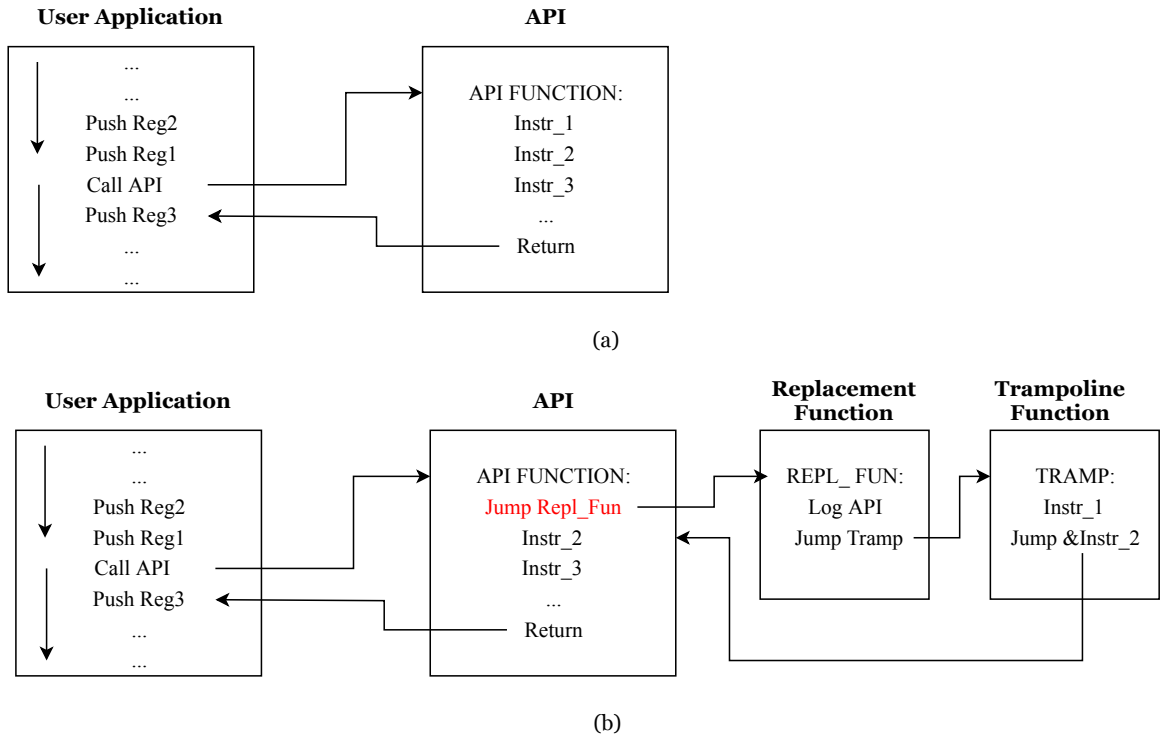 User Application
...
...
Push Reg2
Push Reg1
Call API
Push Reg3
...
...
API
API FUNCTION:
Instr_1
Instr_2
Instr_3
...
Return
(a)
User Application
...
...
Push Reg2
Push Reg1
Call API
Push Reg3
...
...
API
API FUNCTION:
Jump Repl_Fun
Instr_2
Instr_3
...
Return
Replacement
Function
REPL_ FUN:
Log API
Jump Tramp
Trampoline
Function
TRAMP:
Instr_1
Jump &Instr_2
(b)